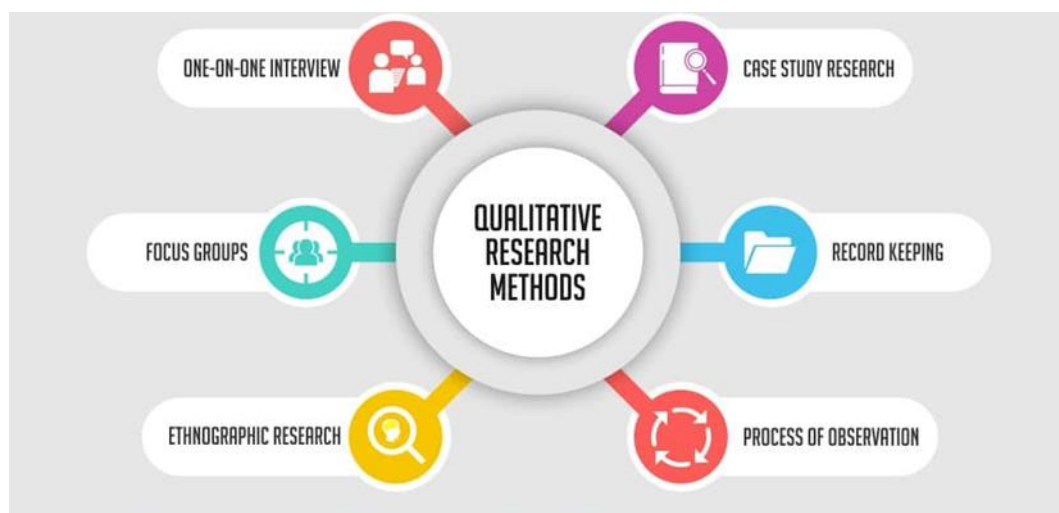 ONE-ON-ONE INTERVIEW
CASE STUDY RESEARCH
FOCUS GROUPS
QUALITATIVE
RESEARCH
METHODS
RECORD KEEPING
ETHNOGRAPHIC RESEARCH
PROCESS OF OBSERVATION